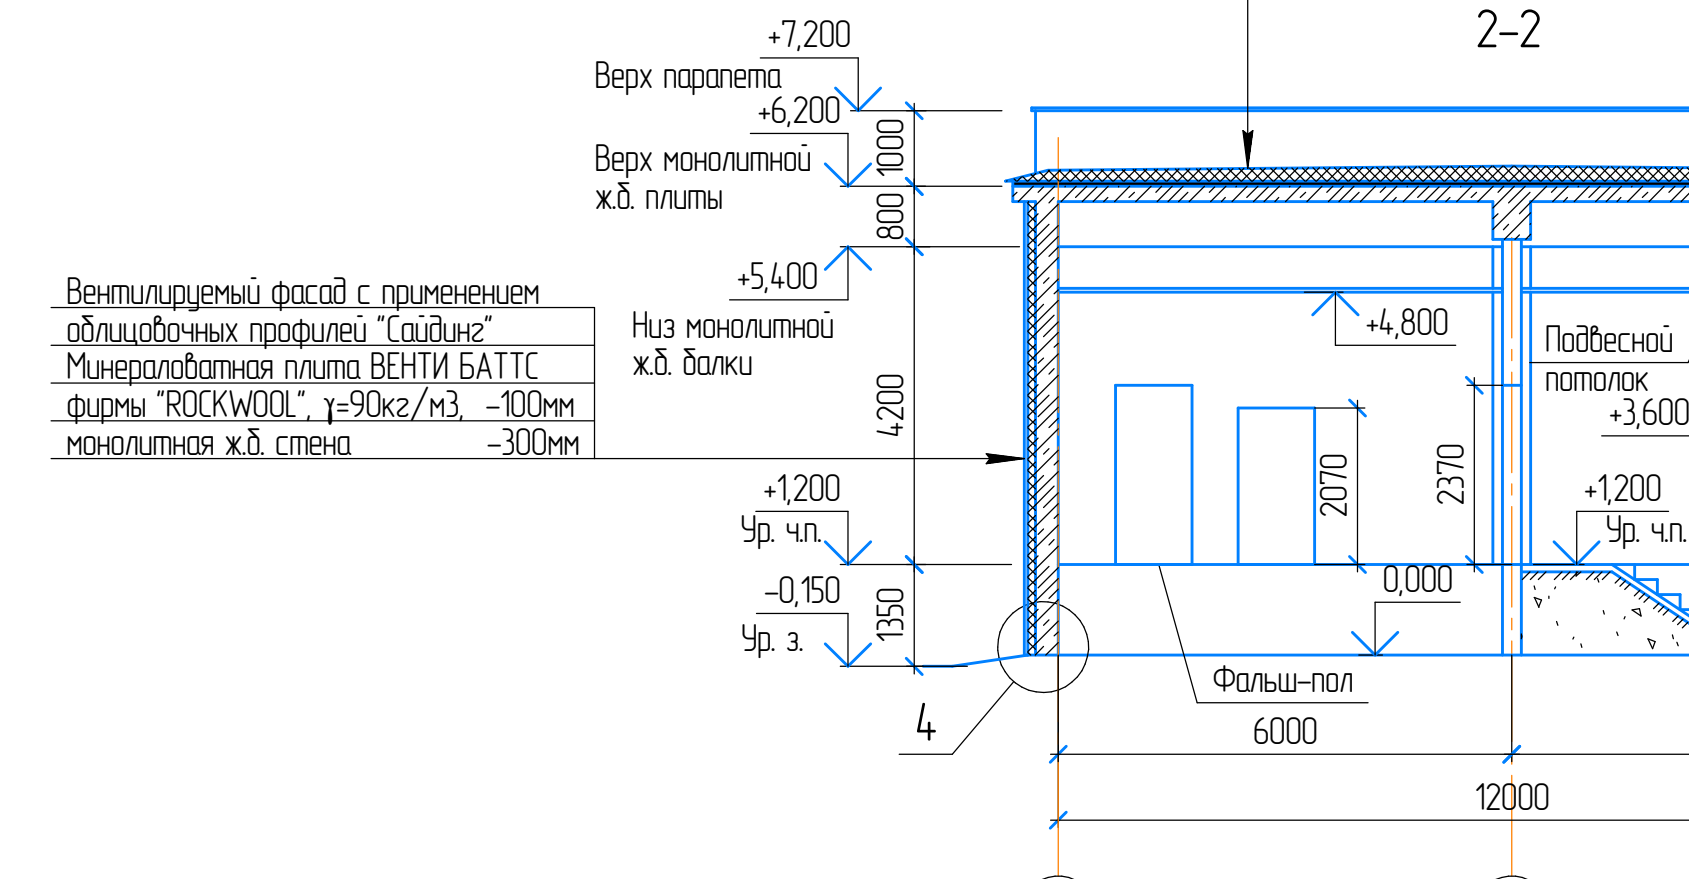 2-2
+7,200
Верх парапета
+6,200
1000
Верх монолитной
ж.б. плиты
800
+5,400
Низ монолитной
ж.б. балки
Вентилируемый фасад с применением
облицовочных профилей "Сайдинг"
Минераловатная плита ВЕНТИ БАТТС
фирмы "ROCKWOOL", γ=90кг/м3, -100мм
монолитная ж.б. стена -300мм
+4,800
Подвесной
потолок
+3,600
4200
2070
2370
+1,200
Ур. ч.п.
+1,200
Ур. ч.п.
0,000
-0,150
Ур. з.
1350
Фальш-пол
4
6000
12000